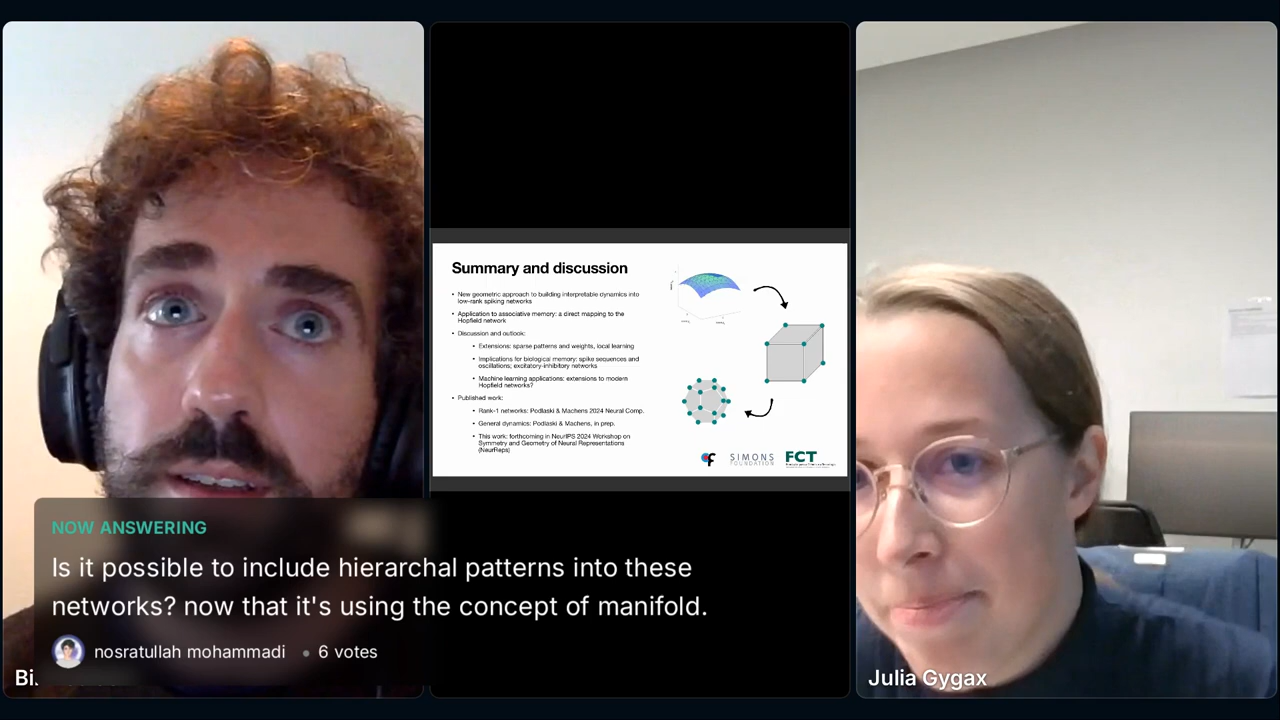 Summary and discussion
• New geometric approach to building interpretable dynamics into
low-rank spiking networks
• Application to associative memory: a direct mapping to the
Hopfield network
• Discussion and outlook:
• Extensions: sparse patterns and weights, local learning
• Implications for biological memory: spike sequences and
oscillations; excitatory-inhibitory networks
• Machine learning applications: extensions to modern
Hopfield networks?
• Published work:
• Rank-1 networks: Podlaski & Machens 2024 Neural Comp.
• General dynamics: Podlaski & Machens, in prep.
• This work: forthcoming in NeurIPS 2024 Workshop on
Symmetry and Geometry of Neural Representations
(NeurReps)
SIMONS
FOUNDATION
FCT
NOW ANSWERING
Is it possible to include hierarchal patterns into these
networks? now that it's using the concept of manifold.
nosratullah mohammadi • 6 votes
Bi
Julia Gygax